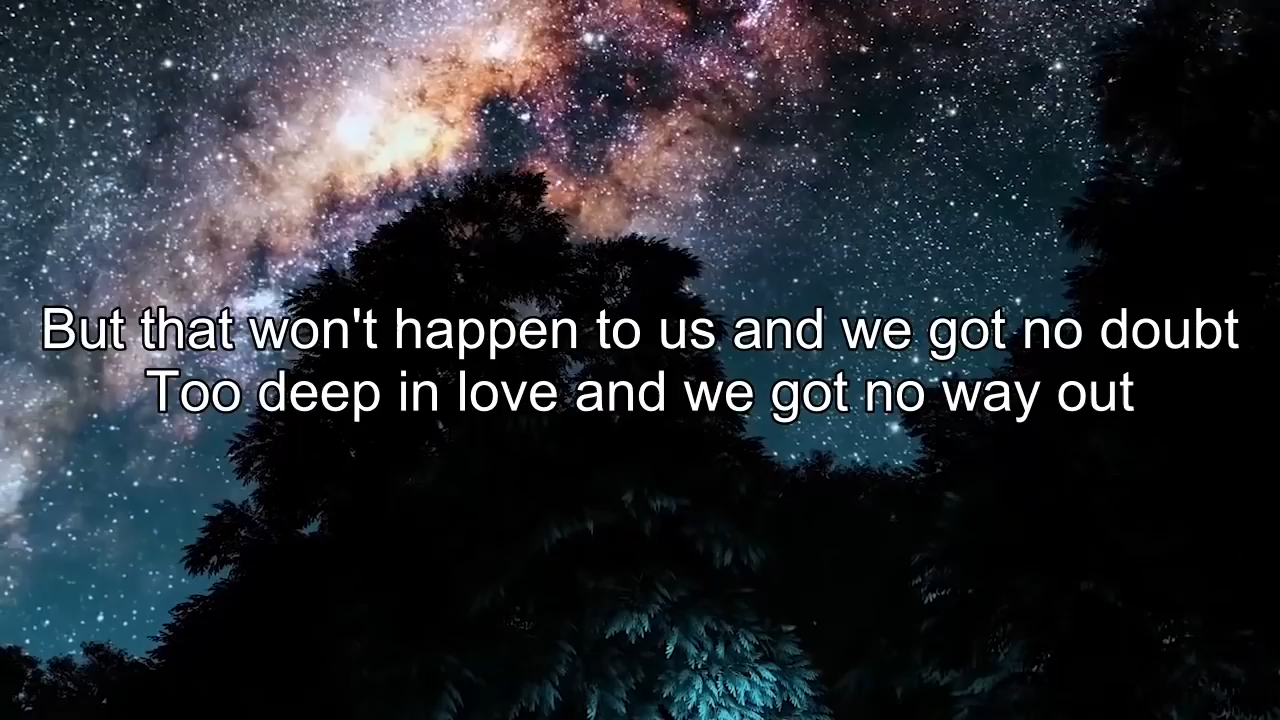 But that won't happen to us and we got no doubt
Too deep in love and we got no way out